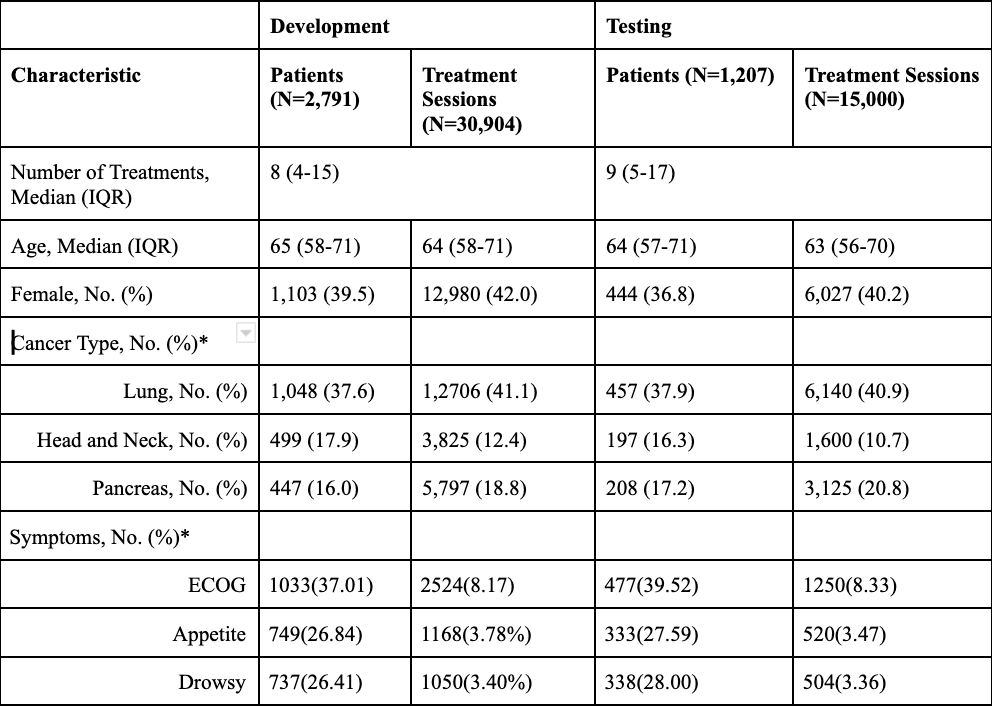 Development Testing
Characteristic Patients (N=2,791) Treatment Sessions (N=30,904) Patients (N=1,207) Treatment Sessions (N=15,000)
Number of Treatments, Median (IQR) 8 (4-15) 9 (5-17)
Age, Median (IQR) 65 (58-71) 64 (58-71) 64 (57-71) 63 (56-70)
Female, No. (%) 1,103 (39.5) 12,980 (42.0) 444 (36.8) 6,027 (40.2)
Cancer Type, No. (%)*
Lung, No. (%) 1,048 (37.6) 1,2706 (41.1) 457 (37.9) 6,140 (40.9)
Head and Neck, No. (%) 499 (17.9) 3,825 (12.4) 197 (16.3) 1,600 (10.7)
Pancreas, No. (%) 447 (16.0) 5,797 (18.8) 208 (17.2) 3,125 (20.8)
Symptoms, No. (%)*
ECOG 1033(37.01) 2524(8.17) 477(39.52) 1250(8.33)
Appetite 749(26.84) 1168(3.78%) 333(27.59) 520(3.47)
Drowsy 737(26.41) 1050(3.40%) 338(28.00) 504(3.36)